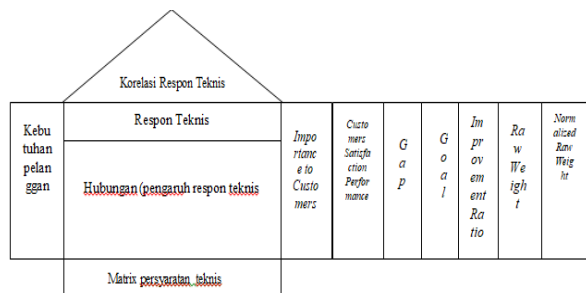 Korelasi Respon Teknis
Kebu
tuhan
pelan
ggan
Respon Teknis
Hubungan (pengaruh respon teknis
Matrix persyaratan teknis
Impo
rtanc
e to
Custo
mers
Custo
mers
Satisfa
ction
Perfor
mance
G
a
p
G
o
a
l
Im
pr
ov
em
ent
Ra
tio
Ra
w
We
igh
t
Norm
alized
Raw
Weig
ht